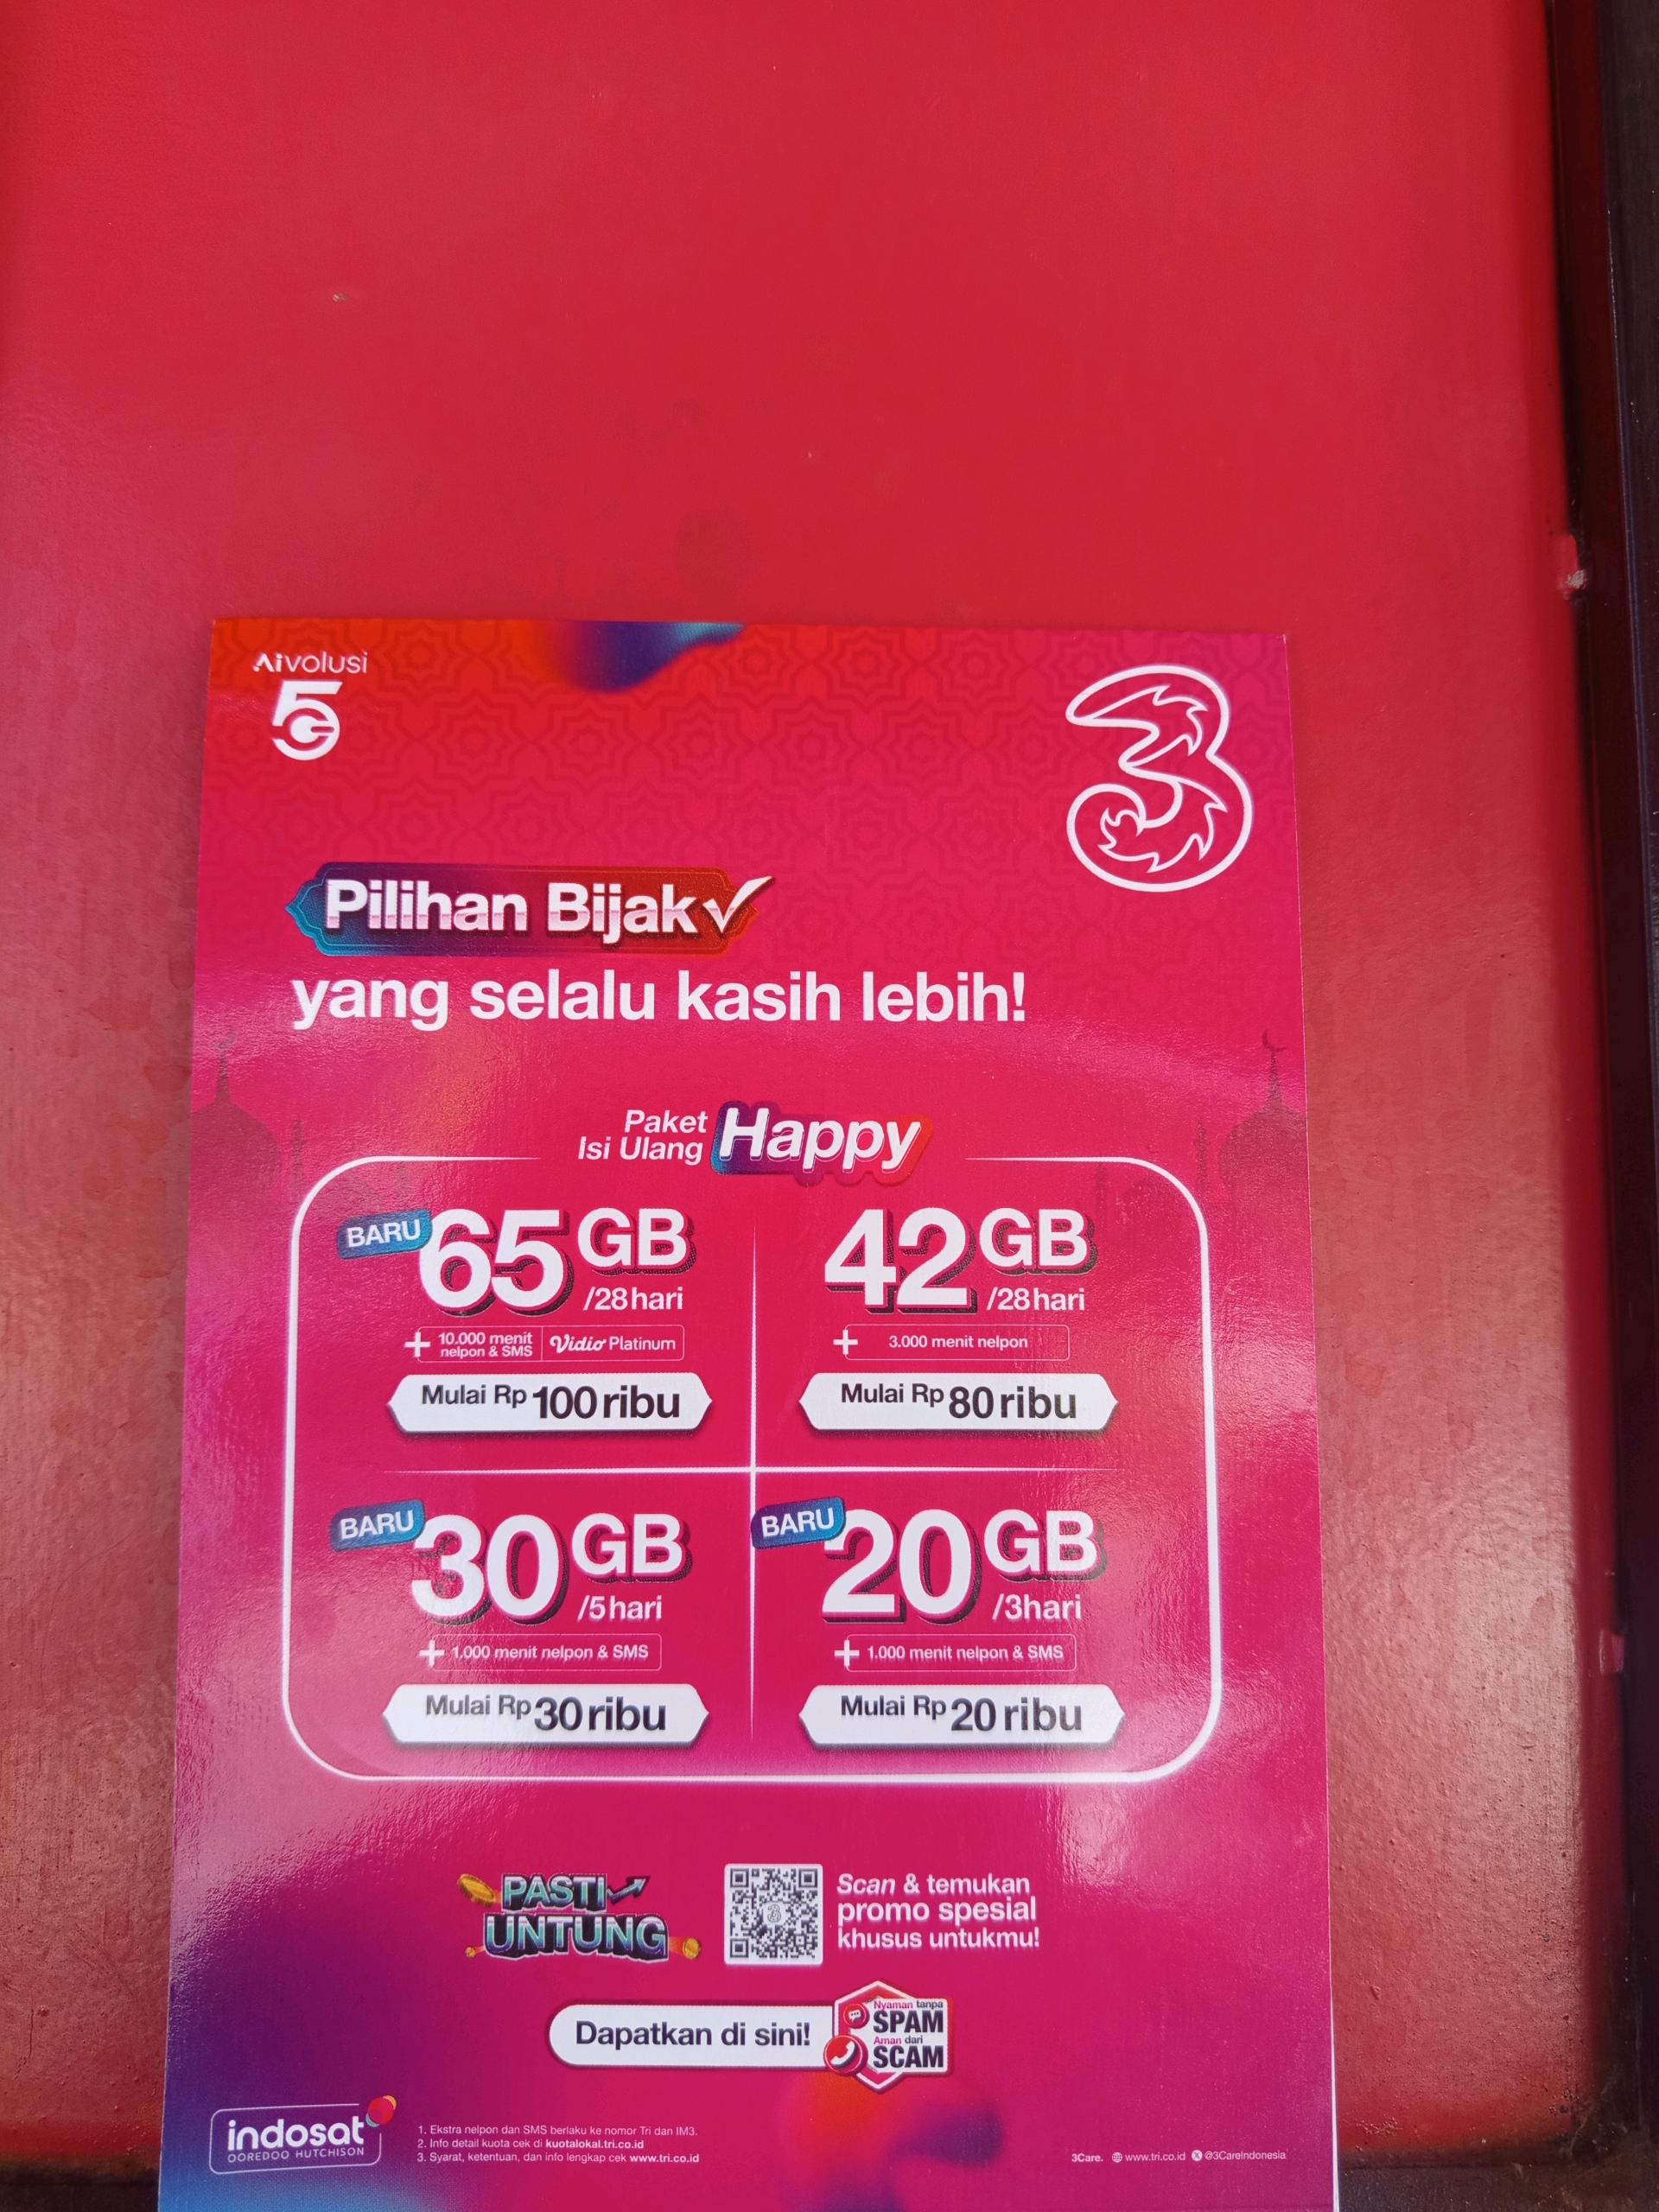 Aivolusi
5G
3
Pilihan Bijak
yang selalu kasih lebih!
Paket
Isi Ulang Happy
BARU 65 GB
/28hari
+ 10.000 menit
nelpon & SMS
Vidio Platinum
Mulai Rp 100 ribu
42 GB
/28hari
+ 3.000 menit nelpon
Mulai Rp 80 ribu
BARU 30 GB
/5hari
+ 1.000 menit nelpon & SMS
Mulai Rp 30 ribu
BARU 20 GB
/3hari
+ 1.000 menit nelpon & SMS
Mulai Rp 20 ribu
PASTI
UNTUNG
Scan & temukan
promo spesial
khusus untukmu!
Dapatkan di sini!
Nyaman tanpa
SPAM
Aman dari
SCAM
indosat
OOREDOO HUTCHISON
1. Ekstra nelpon dan SMS berlaku ke nomor Tri dan IM3.
2. Info detail kuota cek di kuotalokal.tri.co.id
3. Syarat, ketentuan, dan info lengkap cek www.tri.co.id
3Care. www.tri.co.id @3CareIndonesia